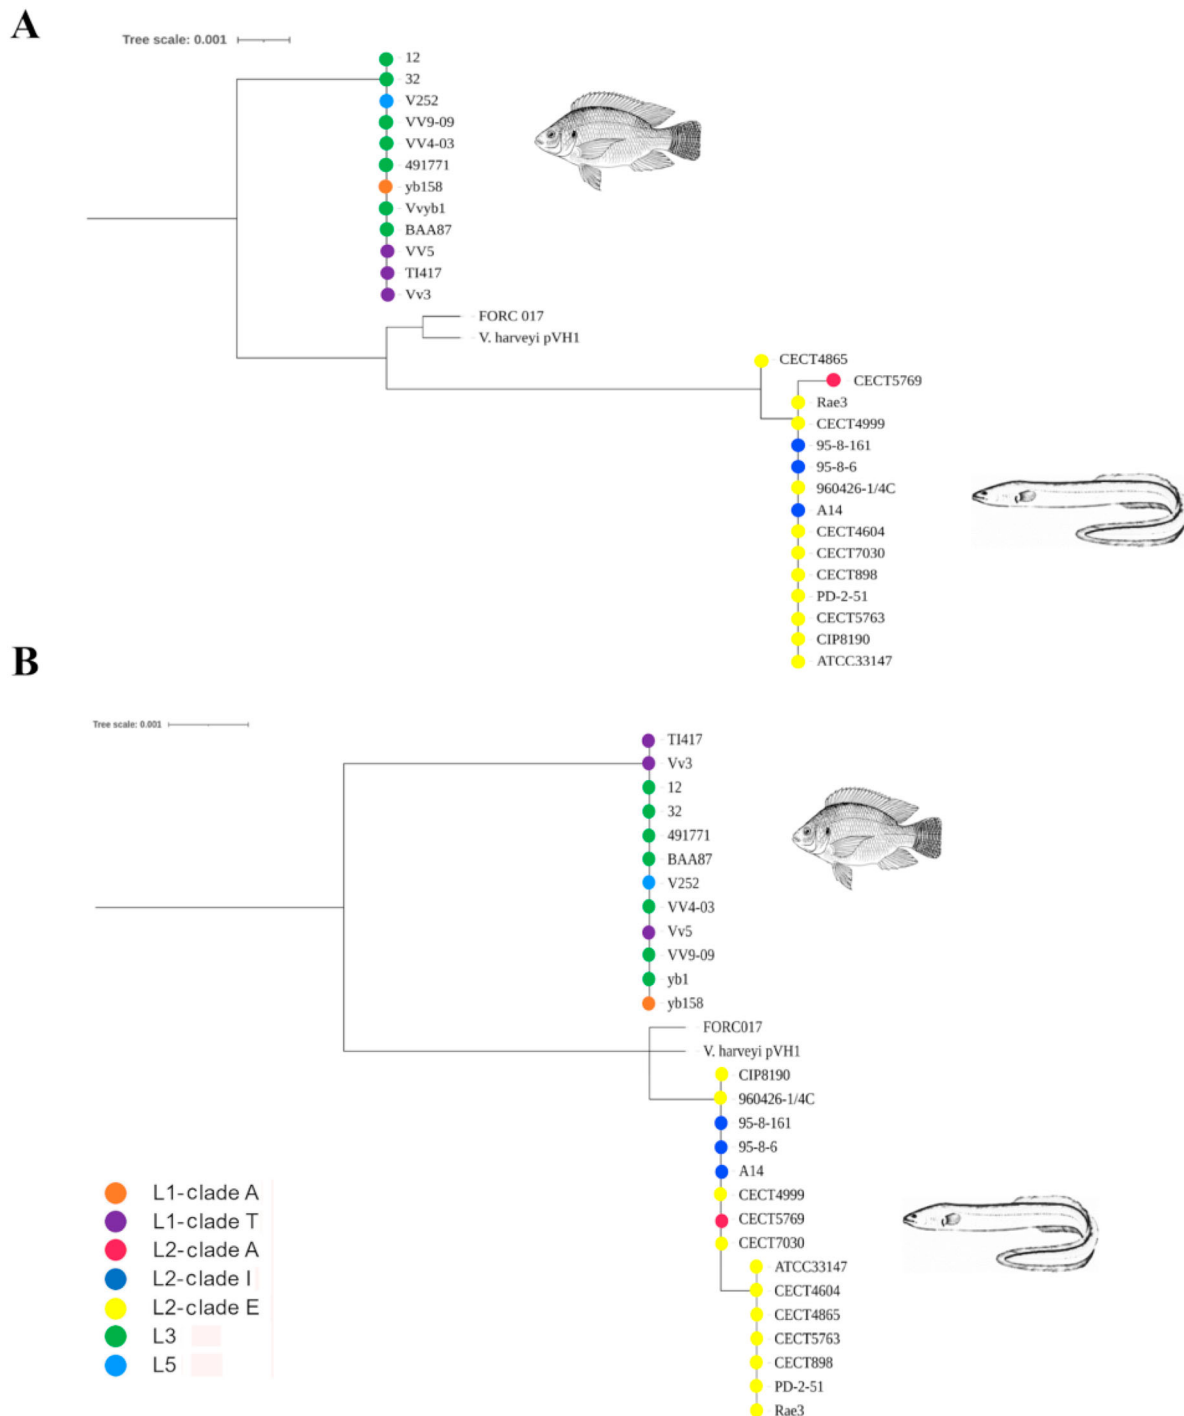 A
Tree scale: 0.001
12
32
V252
VV9-09
VV4-03
491771
yb158
Vvyb1
BAA87
VV5
TI417
Vv3
FORC 017
V. harveyi pVH1
CECT4865
CECT5769
Rae3
CECT4999
95-8-161
95-8-6
960426-1/4C
A14
CECT4604
CECT7030
CECT898
PD-2-51
CECT5763
CIP8190
ATCC33147
B
Tree scale: 0.001
TI417
Vv3
12
32
491771
BAA87
V252
VV4-03
Vv5
VV9-09
yb1
yb158
FORC017
V. harveyi pVH1
CIP8190
960426-1/4C
95-8-161
95-8-6
A14
CECT4999
CECT5769
CECT7030
ATCC33147
CECT4604
CECT4865
CECT5763
CECT898
PD-2-51
Rae3
L1-clade A
L1-clade T
L2-clade A
L2-clade I
L2-clade E
L3
L5